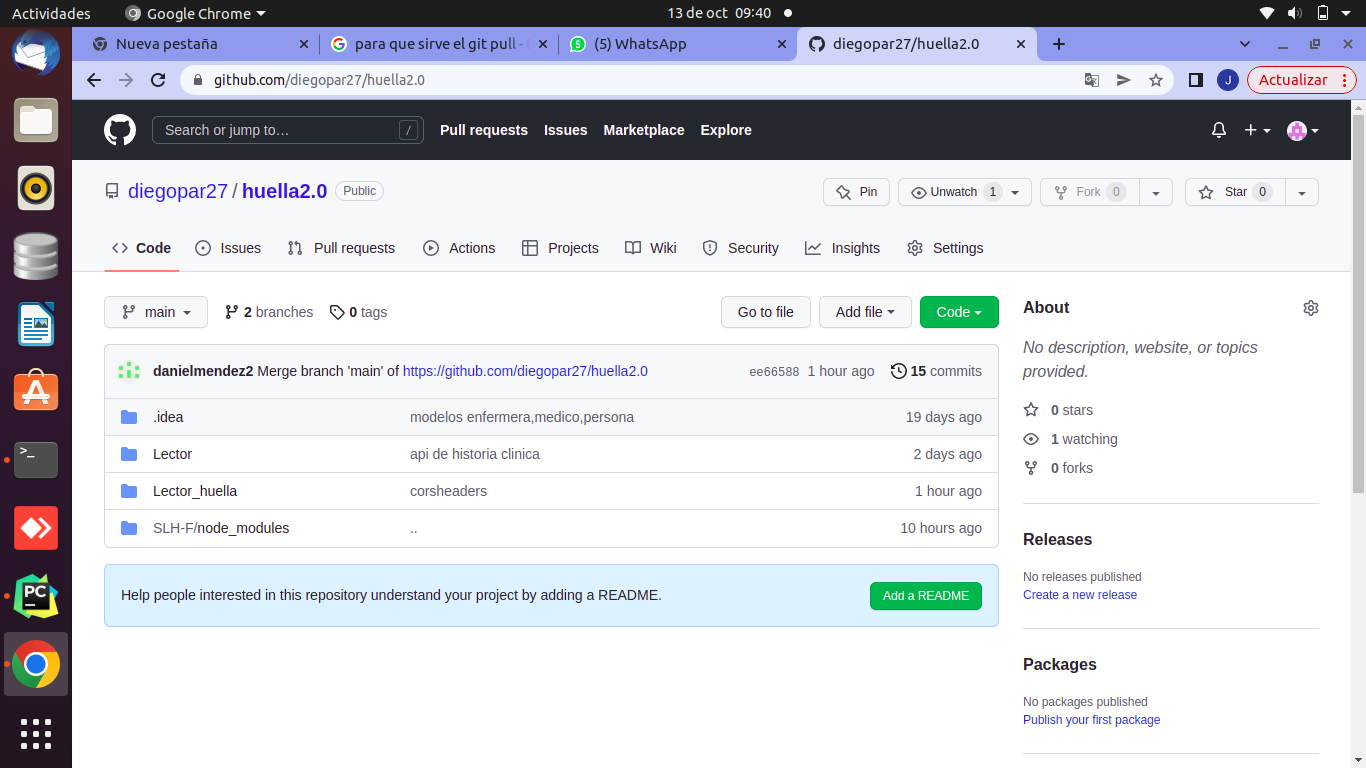 Actividades Google Chrome 13 de oct 09:40
Nueva pestaña para que sirve el git pull - (5) WhatsApp diegopar27/huella2.0
github.com/diegopar27/huella2.0 J Actualizar
Search or jump to… / Pull requests Issues Marketplace Explore
diegopar27 / huella2.0 Public Pin Unwatch 1 Fork 0 Star 0
Code Issues Pull requests Actions Projects Wiki Security Insights Settings
main 2 branches 0 tags Go to file Add file Code
danielmendez2 Merge branch 'main' of https://github.com/diegopar27/huella2.0 ee66588 1 hour ago 15 commits
.idea modelos enfermera,medico,persona 19 days ago
Lector api de historia clinica 2 days ago
Lector_huella corsheaders 1 hour ago
SLH-F/node_modules .. 10 hours ago
Help people interested in this repository understand your project by adding a README. Add a README
About
No description, website, or topics
provided.
0 stars
1 watching
0 forks
Releases
No releases published
Create a new release
Packages
No packages published
Publish your first package
>_
PC
5